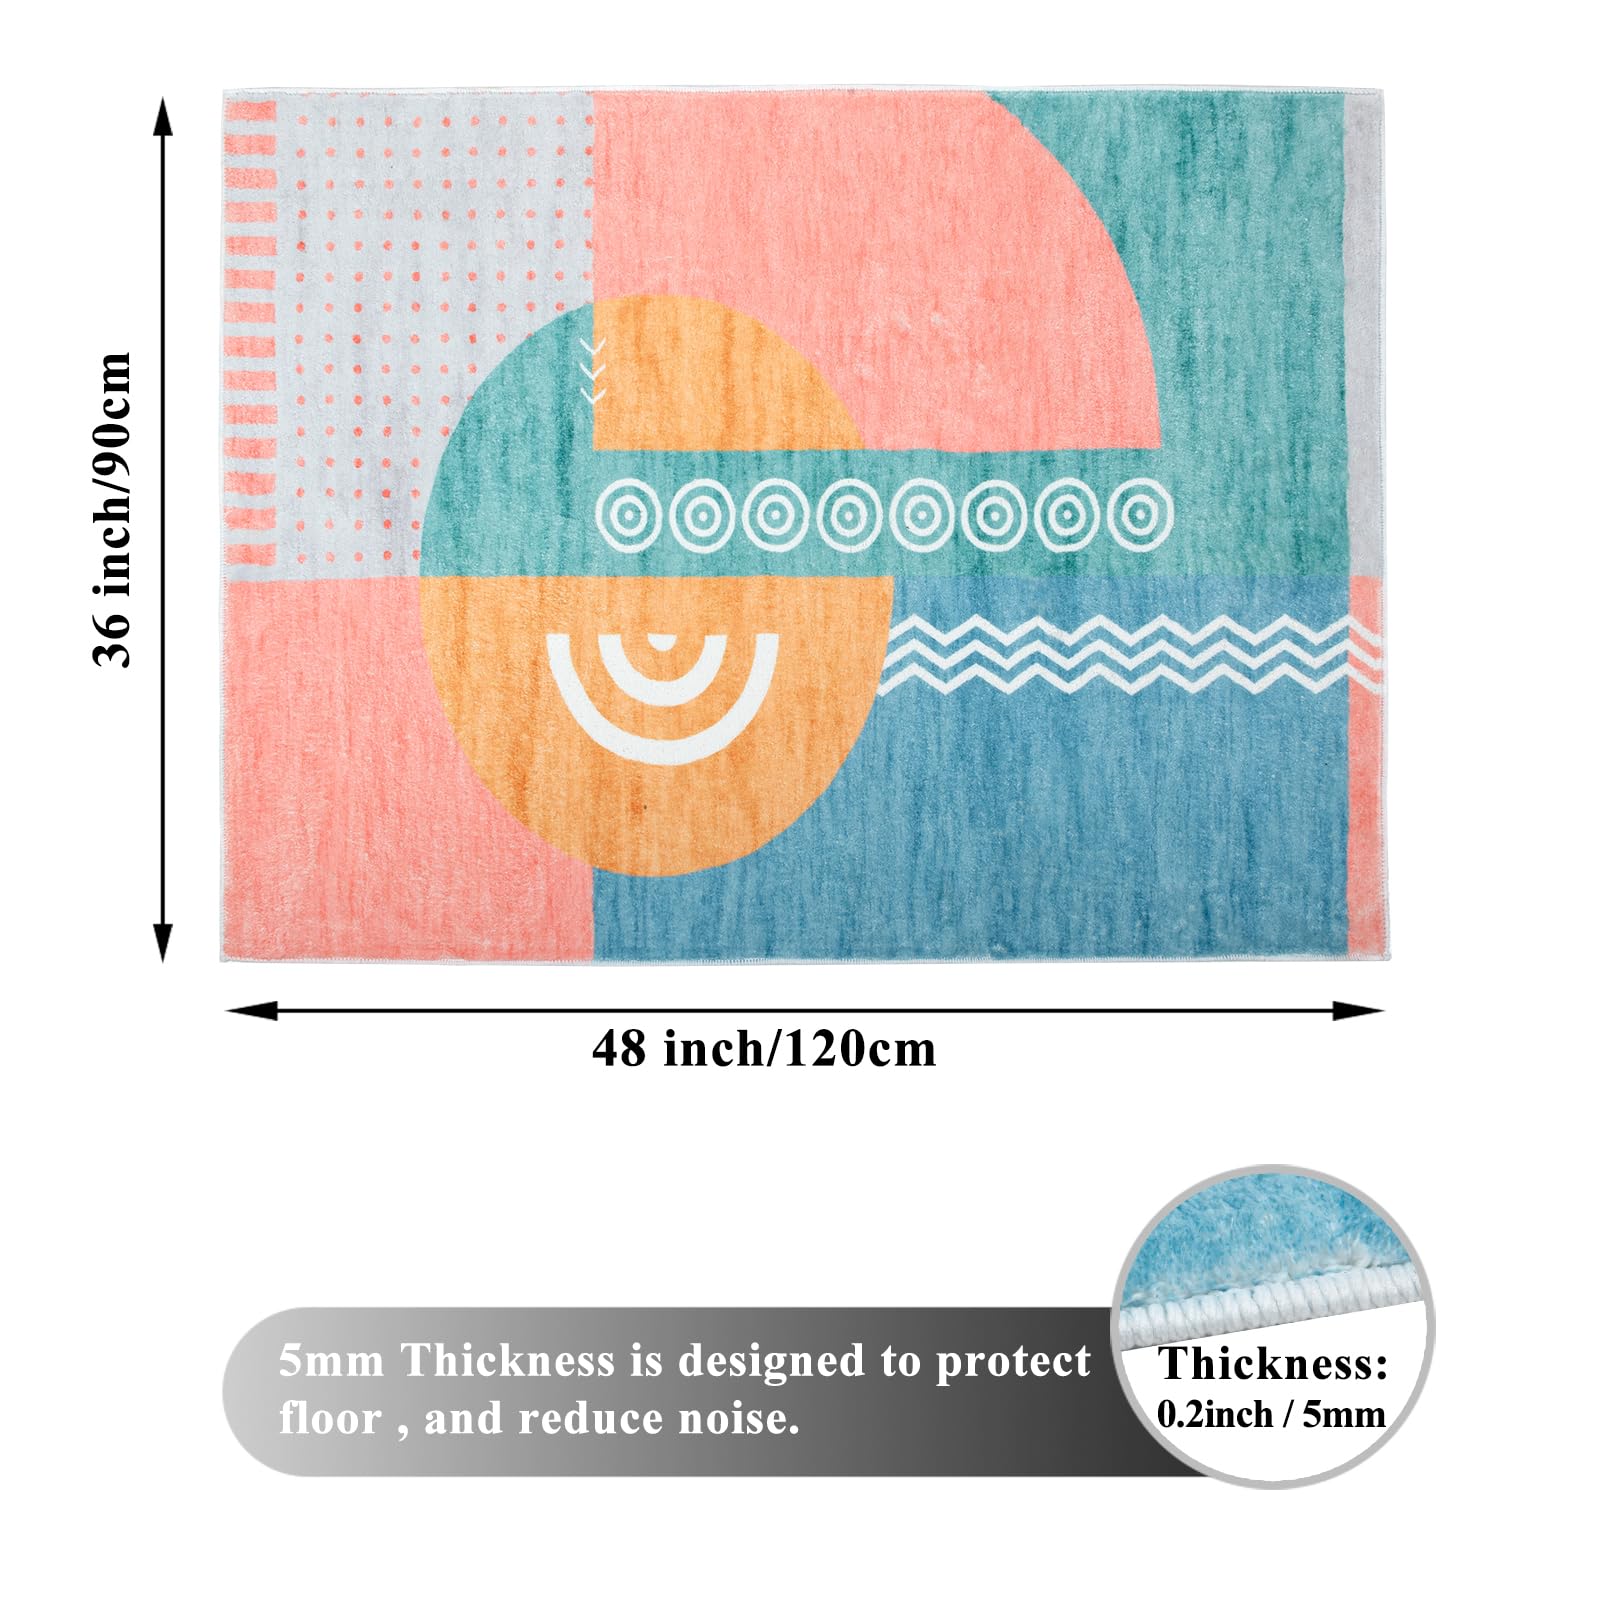 36 inch/90cm
48 inch/120cm
5mm Thickness is designed to protect
floor , and reduce noise.
Thickness:
0.2inch / 5mm